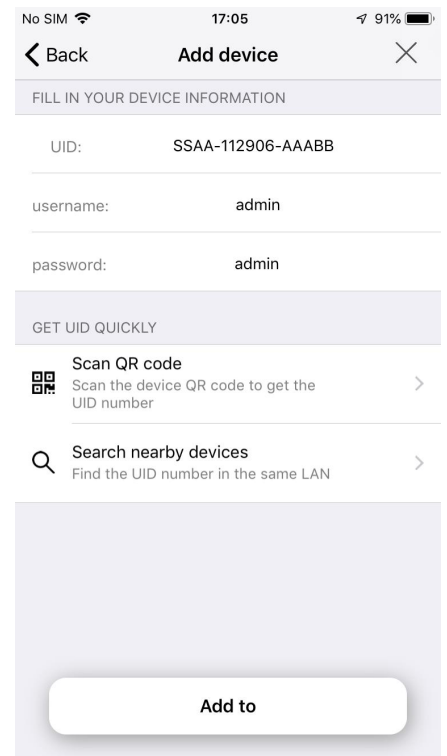 No SIM 17:05 91%
Back Add device
FILL IN YOUR DEVICE INFORMATION
UID: SSAA-112906-AAABB
username: admin
password: admin
GET UID QUICKLY
Scan QR code
Scan the device QR code to get the
UID number
Search nearby devices
Find the UID number in the same LAN
Add to